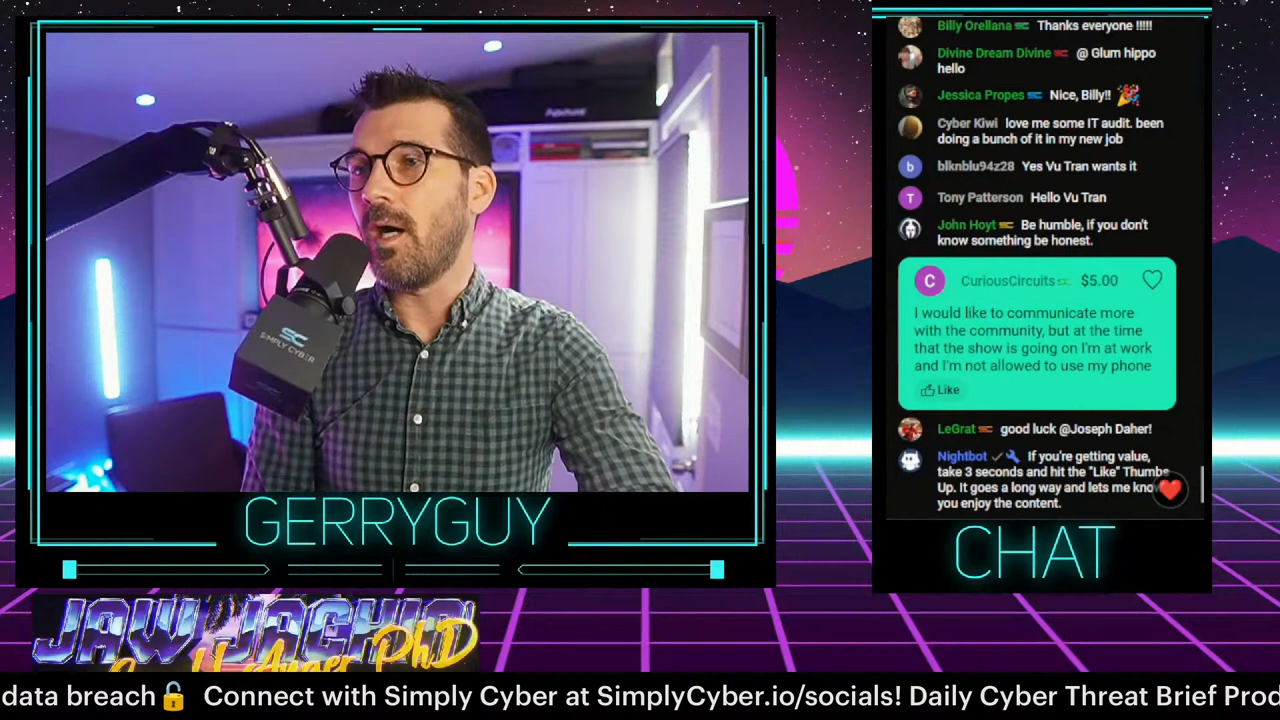 SIMPLY CYBER
GERRYGUY
Billy Orellana Thanks everyone !!!!!
Divine Dream Divine @ Glum hippo
hello
Jessica Propes Nice, Billy!!
Cyber Kiwi love me some IT audit. been
doing a bunch of it in my new job
b blknblu94z28 Yes Vu Tran wants it
T Tony Patterson Hello Vu Tran
John Hoyt Be humble, if you don't
know something be honest.
C CuriousCircuits $5.00
I would like to communicate more
with the community, but at the time
that the show is going on I'm at work
and I'm not allowed to use my phone
Like
LeGrat good luck @Joseph Daher!
Nightbot If you're getting value,
take 3 seconds and hit the "Like" Thumbs
Up. It goes a long way and lets me know
you enjoy the content.
CHAT
JAW JACKIN'
PhD
data breach🔓 Connect with Simply Cyber at SimplyCyber.io/socials! Daily Cyber Threat Brief Prod